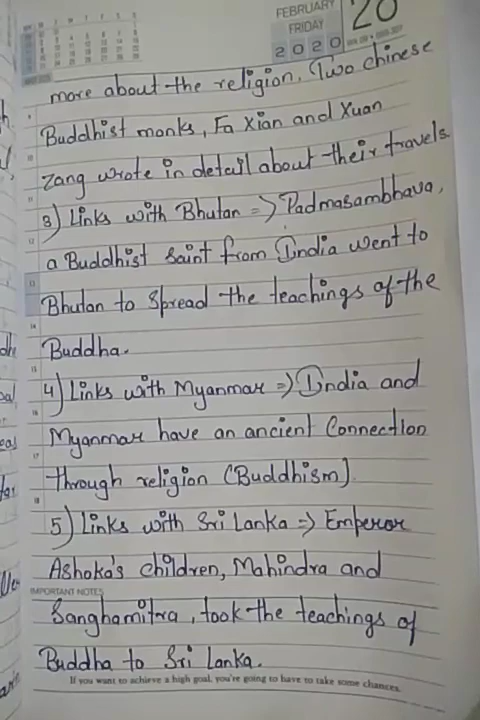 FEBRUARY
FRIDAY
2020
20
more about the religion. Two chinese
Buddhist monks, Fa Xian and Xuan
Zang wrote in detail about their travels
3) Links with Bhutan => Padmasambhava,
a Buddhist Saint from India went to
Bhutan to Spread the teachings of the
Buddha.
4) Links with Myanmar => India and
Myanmar have an ancient Connection
through religion (Buddhism).
5) Links with Sri Lanka => Emperor
Ashoka's children, Mahindra and
IMPORTANT NOTES
Sanghamitra, took the teachings of
Buddha to Sri Lanka.
If you want to achieve a high goal, you're going to have to take some chances.